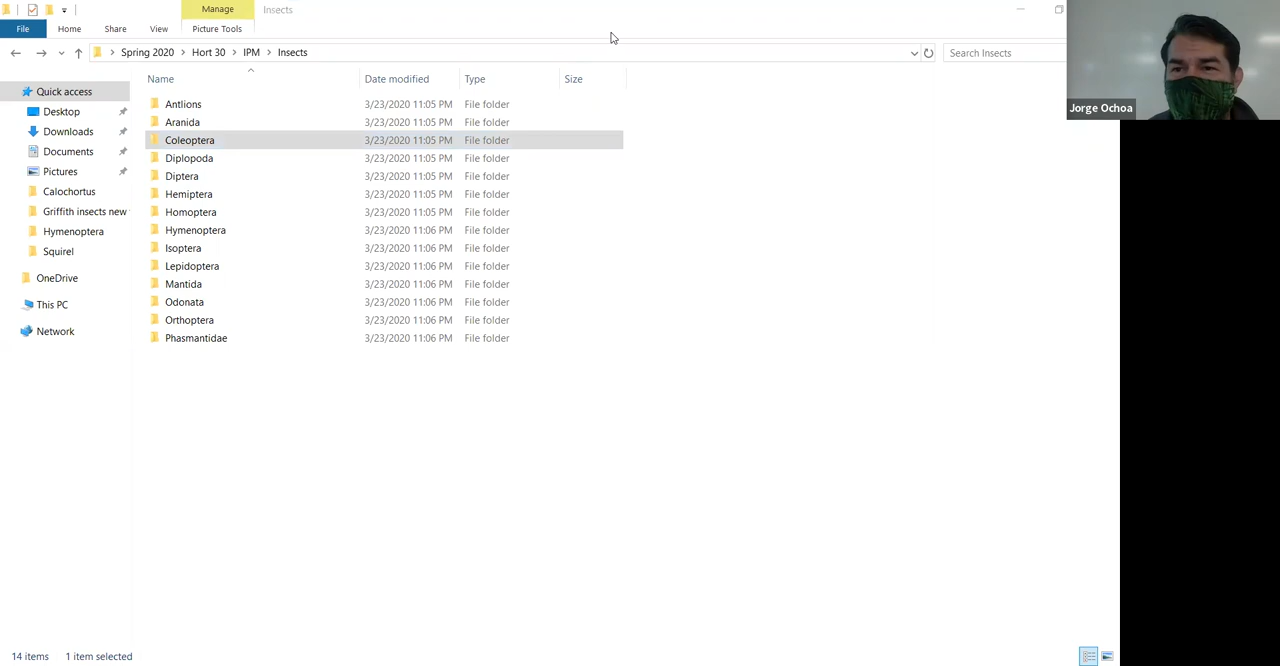 Manage
Insects
File
Home
Share
View
Picture Tools
Spring 2020
Hort 30
IPM
Insects
Search Insects
Jorge Ochoa
Quick access
Desktop
Downloads
Documents
Pictures
Calochortus
Griffith insects new
Hymenoptera
Squirel
OneDrive
This PC
Network
Name Date modified Type Size
Antlions 3/23/2020 11:05 PM File folder
Aranida 3/23/2020 11:05 PM File folder
Coleoptera 3/23/2020 11:05 PM File folder
Diplopoda 3/23/2020 11:05 PM File folder
Diptera 3/23/2020 11:05 PM File folder
Hemiptera 3/23/2020 11:05 PM File folder
Homoptera 3/23/2020 11:05 PM File folder
Hymenoptera 3/23/2020 11:06 PM File folder
Isoptera 3/23/2020 11:06 PM File folder
Lepidoptera 3/23/2020 11:06 PM File folder
Mantida 3/23/2020 11:06 PM File folder
Odonata 3/23/2020 11:06 PM File folder
Orthoptera 3/23/2020 11:06 PM File folder
Phasmantidae 3/23/2020 11:06 PM File folder
14 items 1 item selected